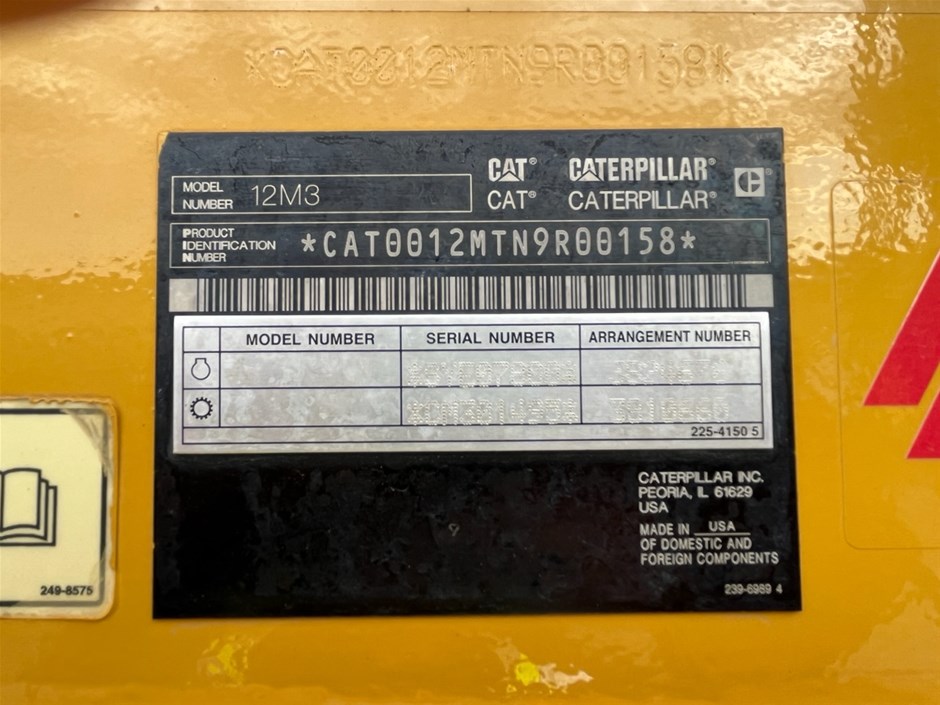 *CAT0012MTN9R00158*
CAT® CATERPILLAR®
MODEL NUMBER 12M3
CAT® CATERPILLAR®
PRODUCT IDENTIFICATION NUMBER *CAT0012MTN9R00158*
MODEL NUMBER SERIAL NUMBER ARRANGEMENT NUMBER
225-4150 5
CATERPILLAR INC.
PEORIA, IL 61629
USA
MADE IN USA
OF DOMESTIC AND
FOREIGN COMPONENTS
239-6989 4
249-8575